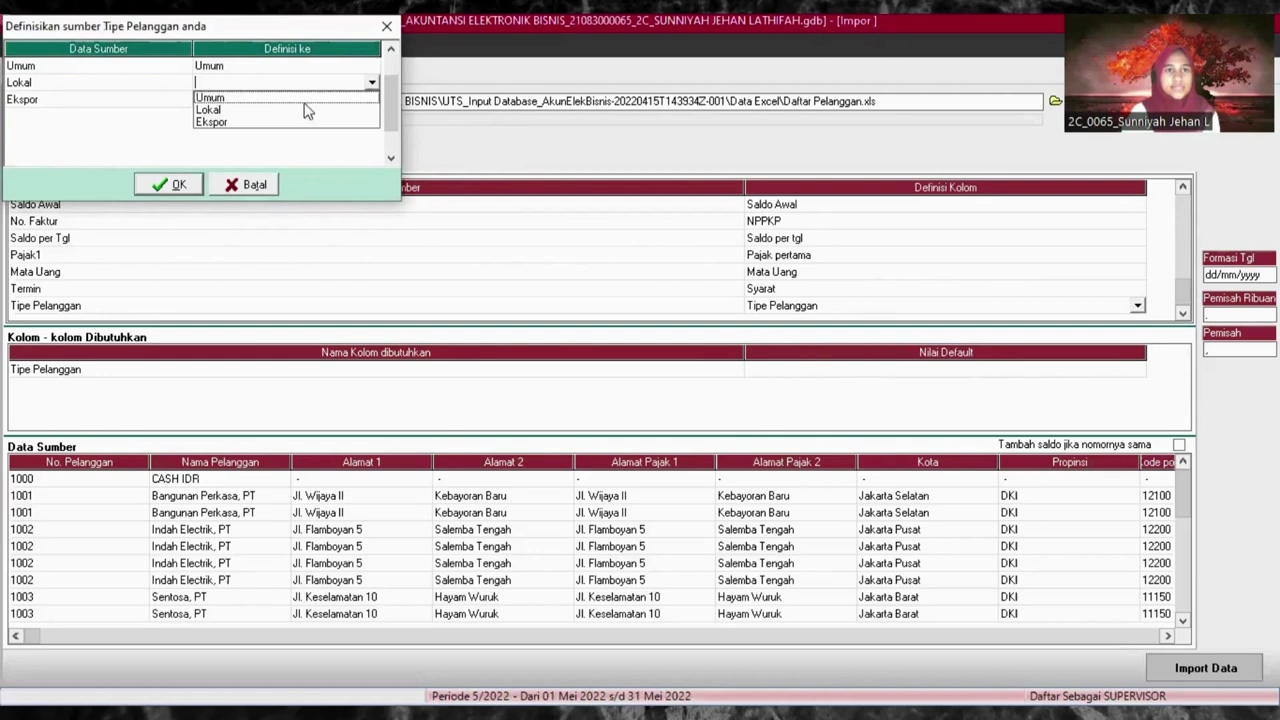 Definisikan sumber Tipe Pelanggan anda
AKUNTANSI ELEKTRONIK BISNIS_21083000065_2C_SUNNIYAH JEHAN LATHIFAH.gdb] - [Impor ]
Data Sumber Definisi ke
Umum Umum
Lokal
Ekspor
Umum
Lokal
Ekspor
OK Batal
BISNIS\UTS_Input Database_AkunElekBisnis-20220415T143934Z-001\Data Excel\Daftar Pelanggan.xls
2C_0065_Sunniyah Jehan L
mber Definisi Kolom
Saldo Awal Saldo Awal
No. Faktur NPPKP
Saldo per Tgl Saldo per tgl
Pajak1 Pajak pertama
Mata Uang Mata Uang
Termin Syarat
Tipe Pelanggan Tipe Pelanggan
Formasi Tgl
dd/mm/yyyy
Pemisah Ribuan
.
Pemisah
,
Kolom - kolom Dibutuhkan
Nama Kolom dibutuhkan Nilai Default
Tipe Pelanggan
Data Sumber Tambah saldo jika nomornya sama
No. Pelanggan Nama Pelanggan Alamat 1 Alamat 2 Alamat Pajak 1 Alamat Pajak 2 Kota Propinsi ode po
1000 CASH IDR - - - - - - -
1001 Bangunan Perkasa, PT Jl. Wijaya II Kebayoran Baru Jl. Wijaya II Kebayoran Baru Jakarta Selatan DKI 12100
1001 Bangunan Perkasa, PT Jl. Wijaya II Kebayoran Baru Jl. Wijaya II Kebayoran Baru Jakarta Selatan DKI 12100
1002 Indah Electrik, PT Jl. Flamboyan 5 Salemba Tengah Jl. Flamboyan 5 Salemba Tengah Jakarta Pusat DKI 12200
1002 Indah Electrik, PT Jl. Flamboyan 5 Salemba Tengah Jl. Flamboyan 5 Salemba Tengah Jakarta Pusat DKI 12200
1002 Indah Electrik, PT Jl. Flamboyan 5 Salemba Tengah Jl. Flamboyan 5 Salemba Tengah Jakarta Pusat DKI 12200
1002 Indah Electrik, PT Jl. Flamboyan 5 Salemba Tengah Jl. Flamboyan 5 Salemba Tengah Jakarta Pusat DKI 12200
1003 Sentosa, PT Jl. Keselamatan 10 Hayam Wuruk Jl. Keselamatan 10 Hayam Wuruk Jakarta Barat DKI 11150
1003 Sentosa, PT Jl. Keselamatan 10 Hayam Wuruk Jl. Keselamatan 10 Hayam Wuruk Jakarta Barat DKI 11150
Import Data
Periode 5/2022 - Dari 01 Mei 2022 s/d 31 Mei 2022 Daftar Sebagai SUPERVISOR